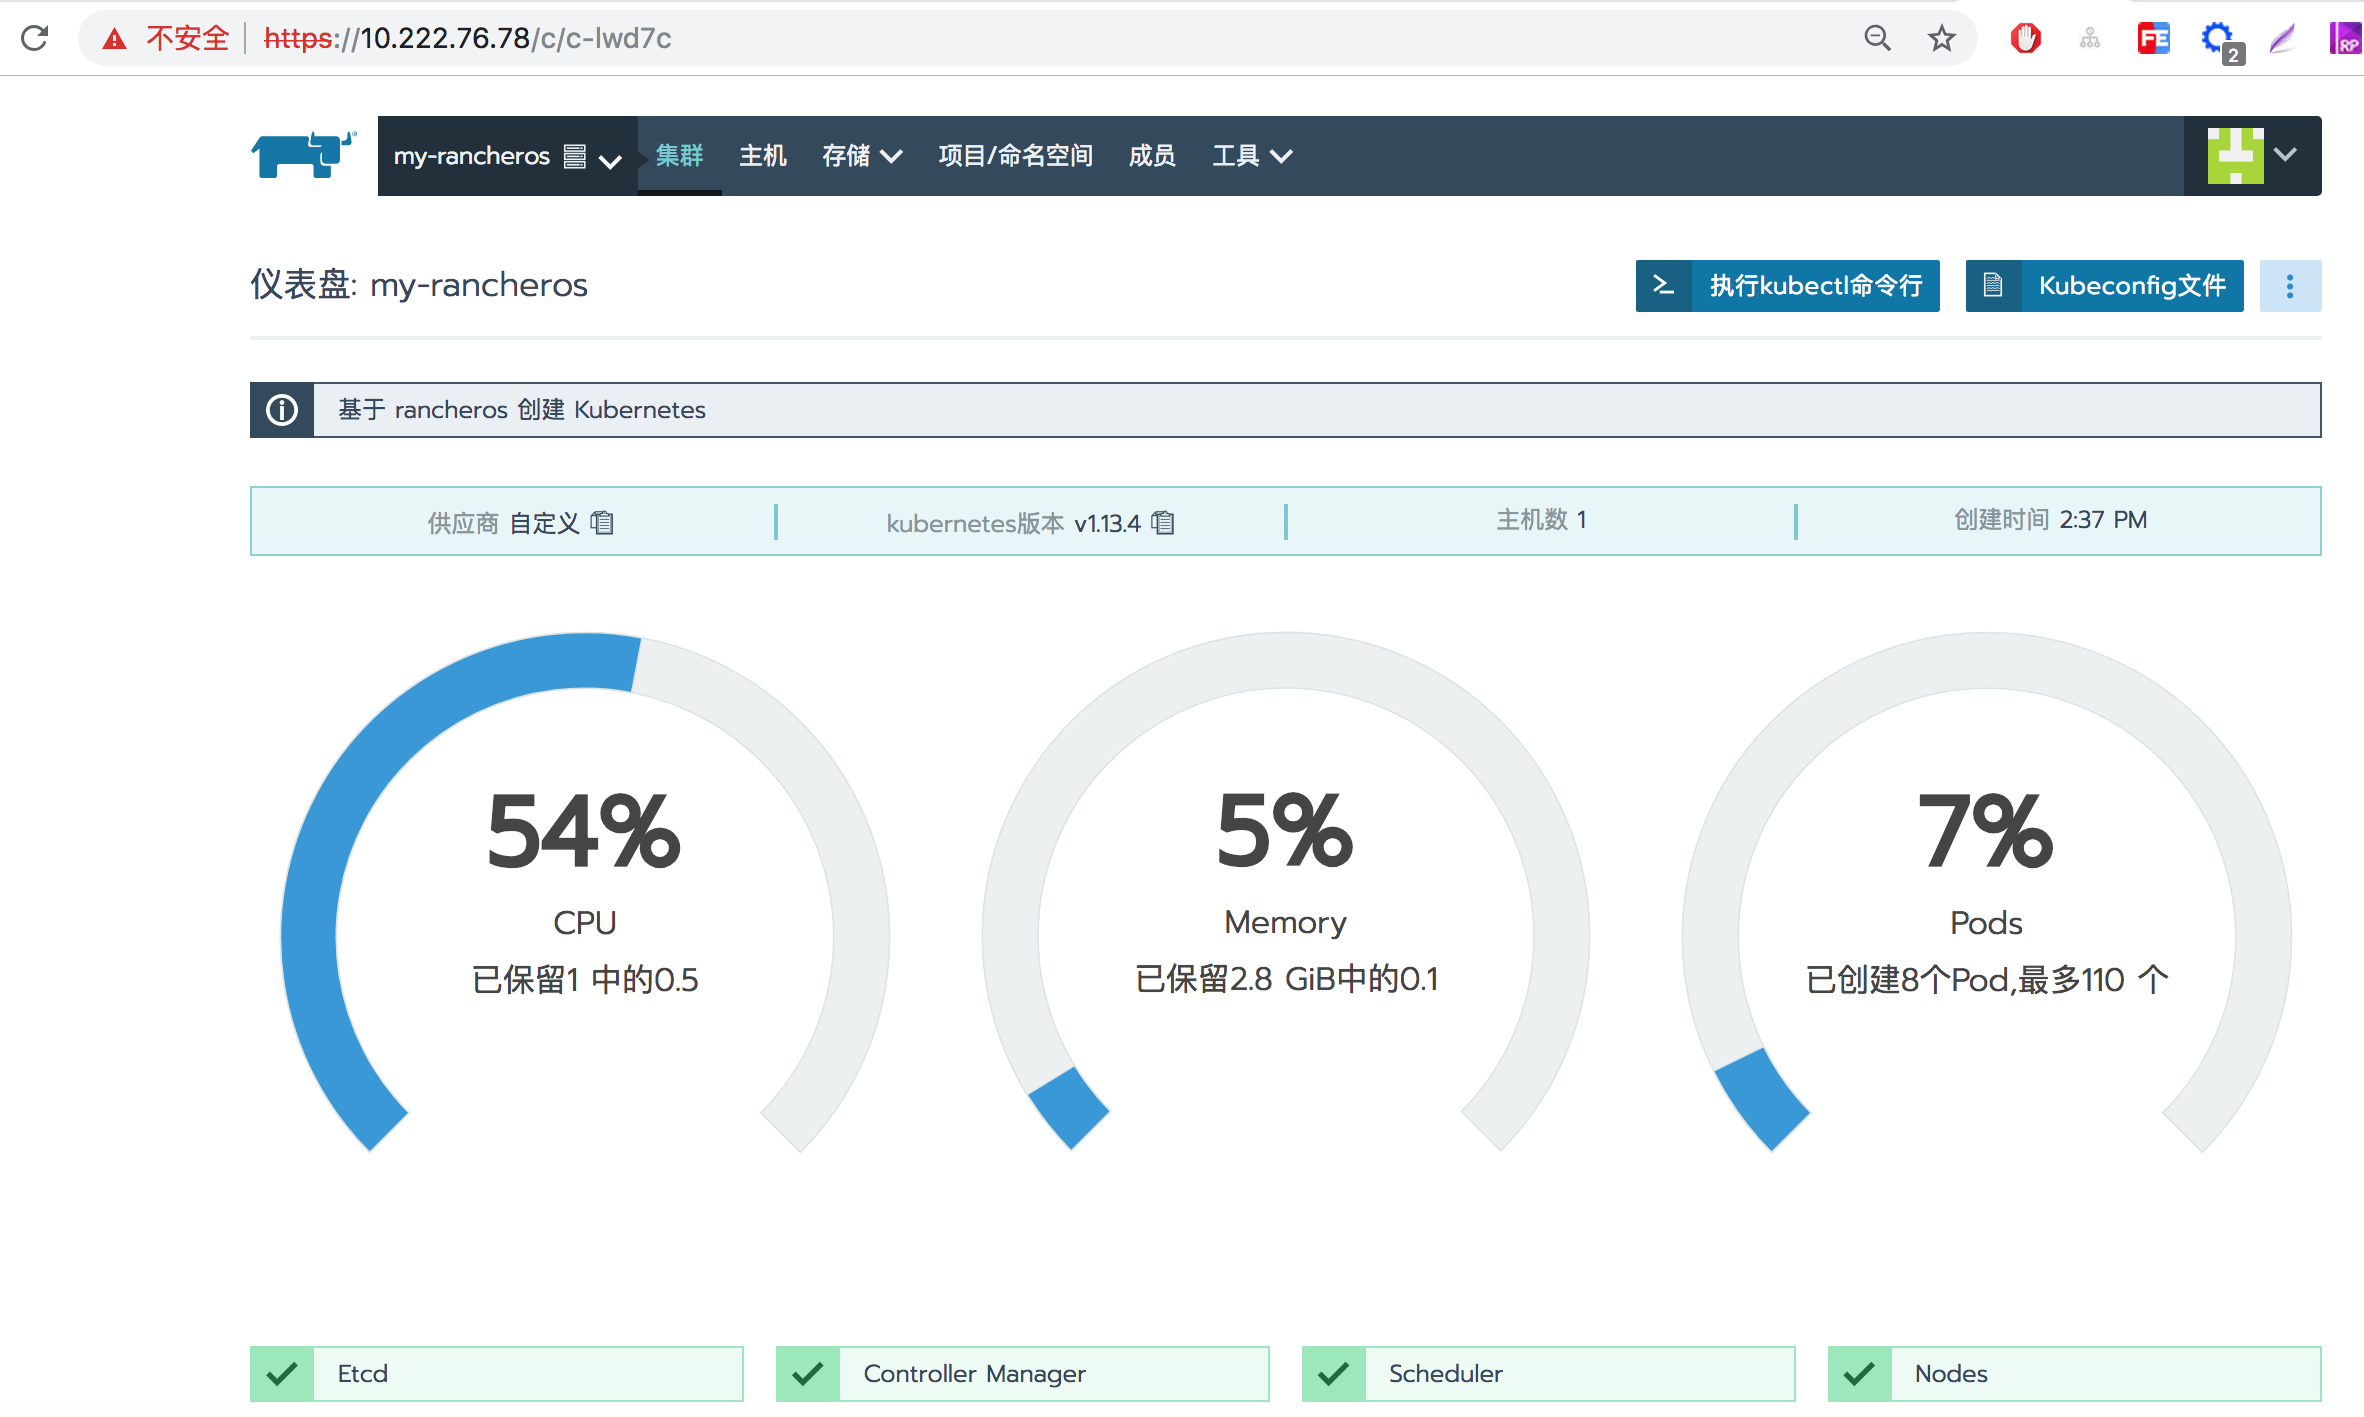 不安全 https://10.222.76.78/c/c-lwd7c
2
FE
RP
my-rancheros 集群 主机 存储 项目/命名空间 成员 工具
仪表盘: my-rancheros
执行kubectl命令行 Kubeconfig文件
基于 rancheros 创建 Kubernetes
供应商 自定义 kubernetes版本 v1.13.4 主机数 1 创建时间 2:37 PM
54%
CPU
已保留1 中的0.5
5%
Memory
已保留2.8 GiB中的0.1
7%
Pods
已创建8个Pod,最多110 个
Etcd Controller Manager Scheduler Nodes